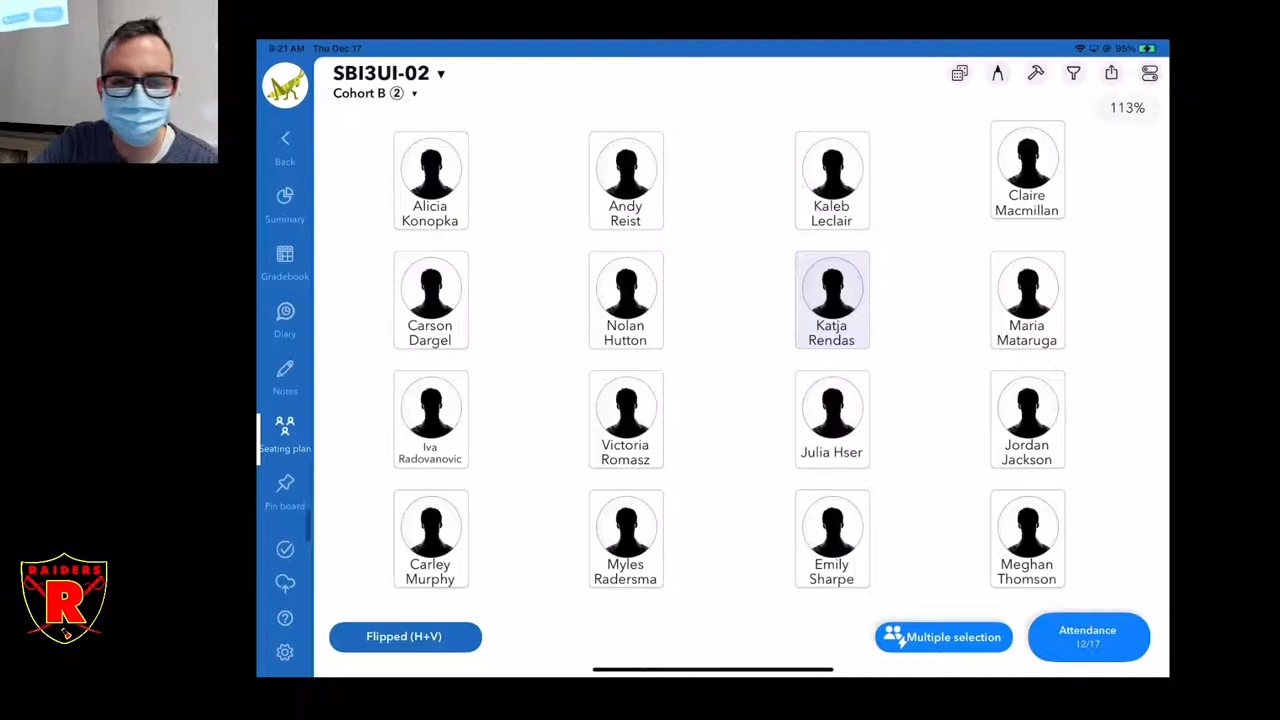 8:21 AM Thu Dec 17
95%
SBI3UI-02
Cohort B 2
113%
Back
Summary
Gradebook
Diary
Notes
Seating plan
Pin board
Alicia
Konopka
Andy
Reist
Kaleb
Leclair
Claire
Macmillan
Carson
Dargel
Nolan
Hutton
Katja
Rendas
Maria
Mataruga
Iva
Radovanovic
Victoria
Romasz
Julia Hser
Jordan
Jackson
Carley
Murphy
Myles
Radersma
Emily
Sharpe
Meghan
Thomson
Flipped (H+V)
Multiple selection
Attendance
12/17
RAIDERS
R